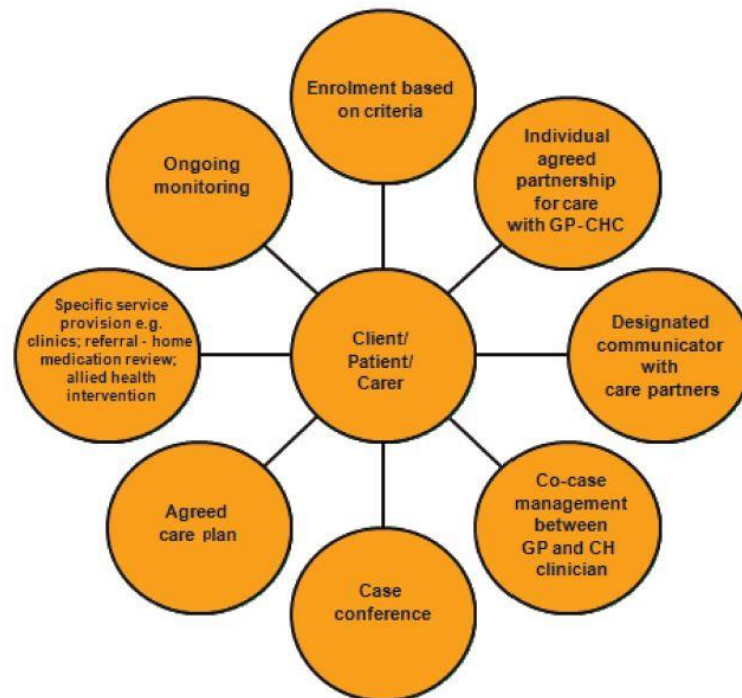 Enrolment based
on criteria
Individual
agreed
partnership
for care
with GP-CHC
Designated
communicator
with
care partners
Co-case
management
between
GP and CH
clinician
Case
conference
Agreed
care plan
Specific service
provision e.g.
clinics; referral - home
medication review;
allied health
intervention
Ongoing
monitoring
Client/
Patient/
Carer